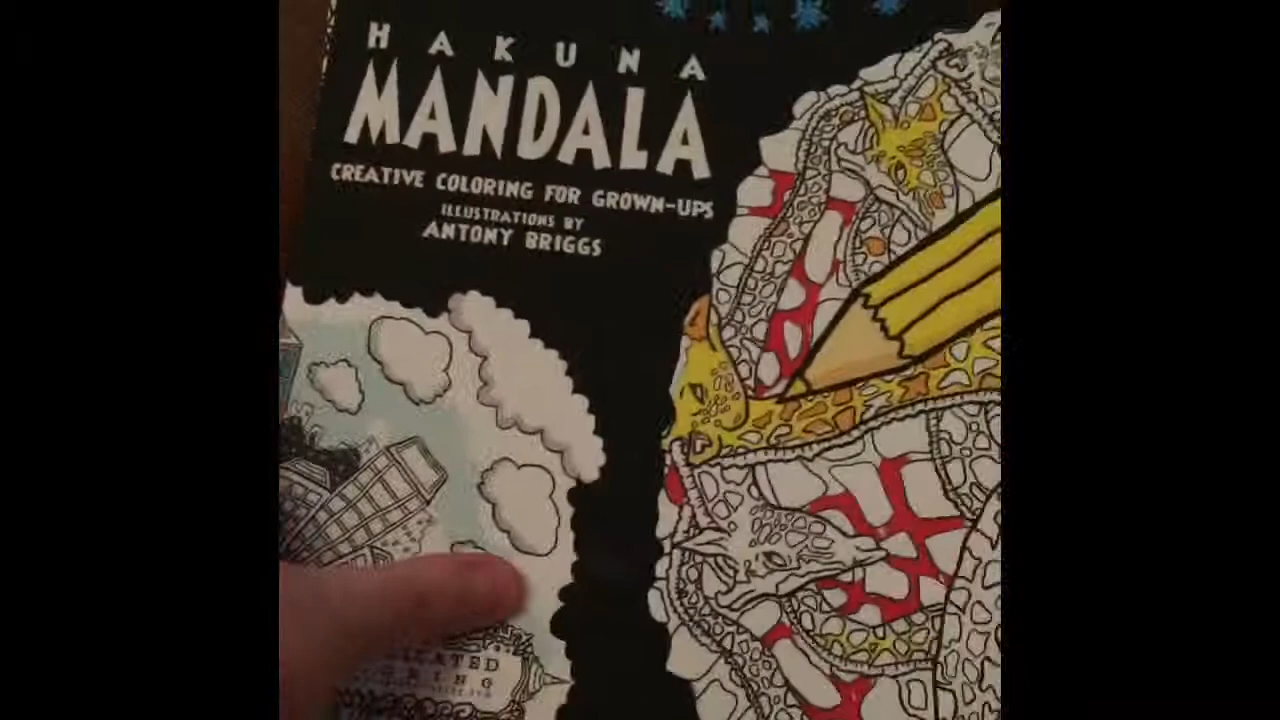 HAKUNA
MANDALA
CREATIVE COLORING FOR GROWN-UPS
ILLUSTRATIONS BY
ANTONY BRIGGS